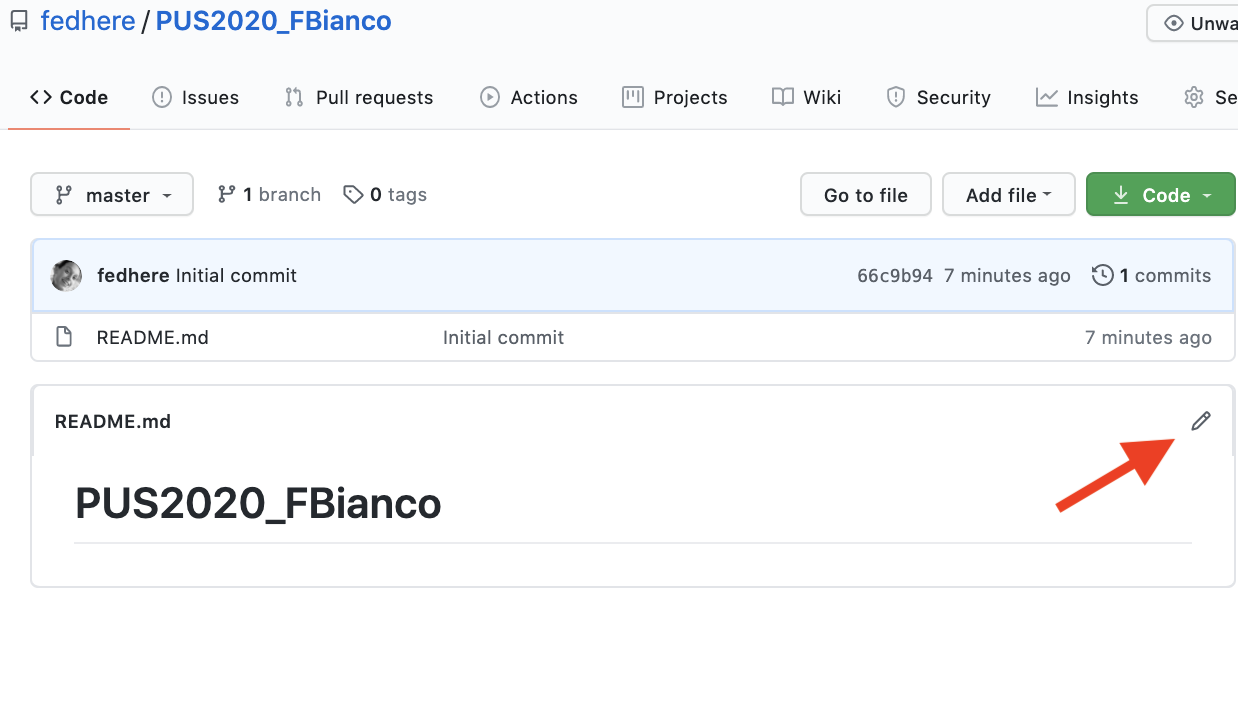 fedhere / PUS2020_FBianco
Unwa
Code Issues Pull requests Actions Projects Wiki Security Insights Se
master 1 branch 0 tags Go to file Add file Code
fedhere Initial commit 66c9b94 7 minutes ago 1 commits
README.md Initial commit 7 minutes ago
README.md
PUS2020_FBianco